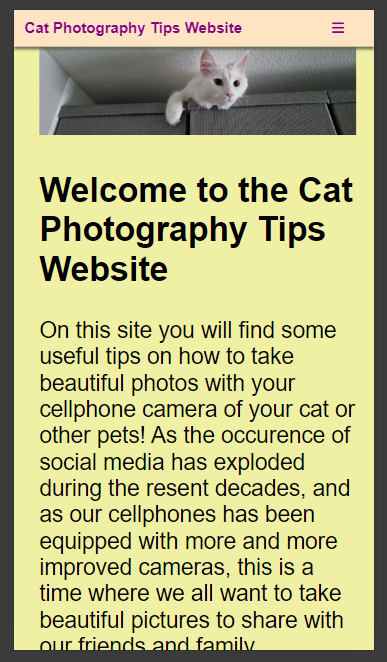 Cat Photography Tips Website ☰
Welcome to the Cat
Photography Tips
Website
On this site you will find some
useful tips on how to take
beautiful photos with your
cellphone camera of your cat or
other pets! As the occurence of
social media has exploded
during the resent decades, and
as our cellphones has been
equipped with more and more
improved cameras, this is a
time where we all want to take
beautiful pictures to share with
our friends and family